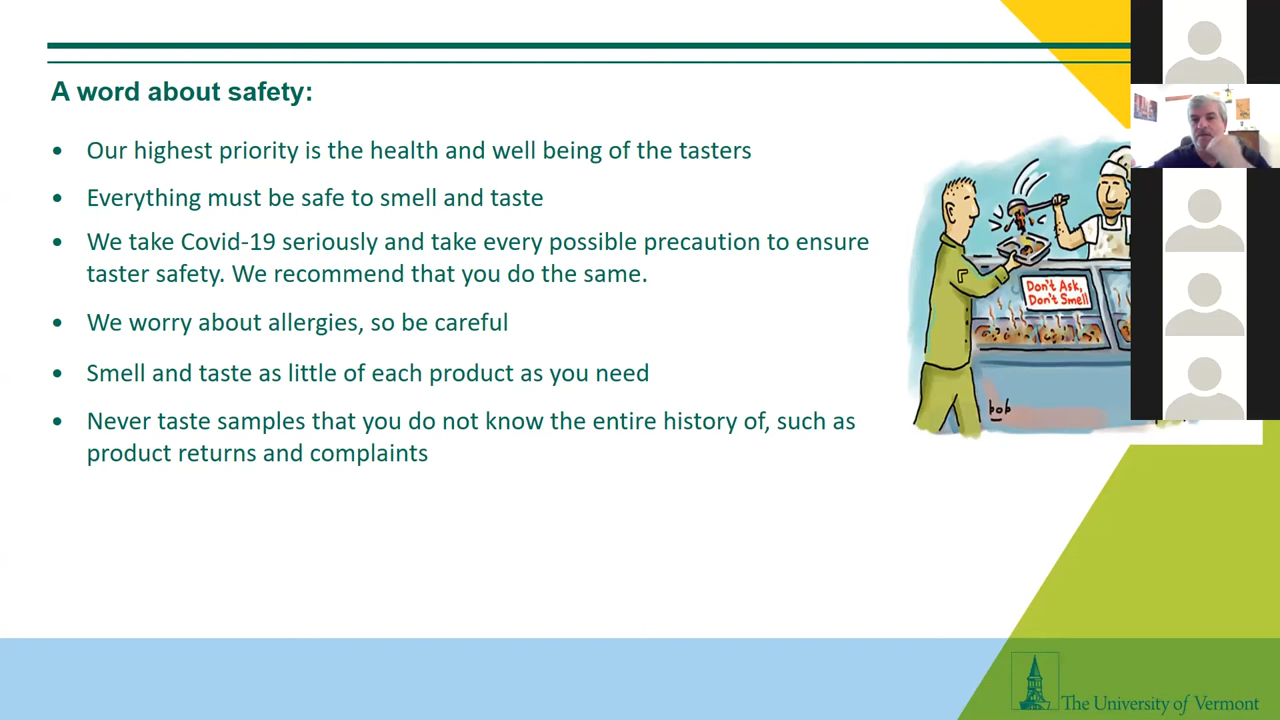 A word about safety:
• Our highest priority is the health and well being of the tasters
• Everything must be safe to smell and taste
• We take Covid-19 seriously and take every possible precaution to ensure
taster safety. We recommend that you do the same.
• We worry about allergies, so be careful
• Smell and taste as little of each product as you need
• Never taste samples that you do not know the entire history of, such as
product returns and complaints
Don't Ask,
Don't Smell
bob
The University of Vermont